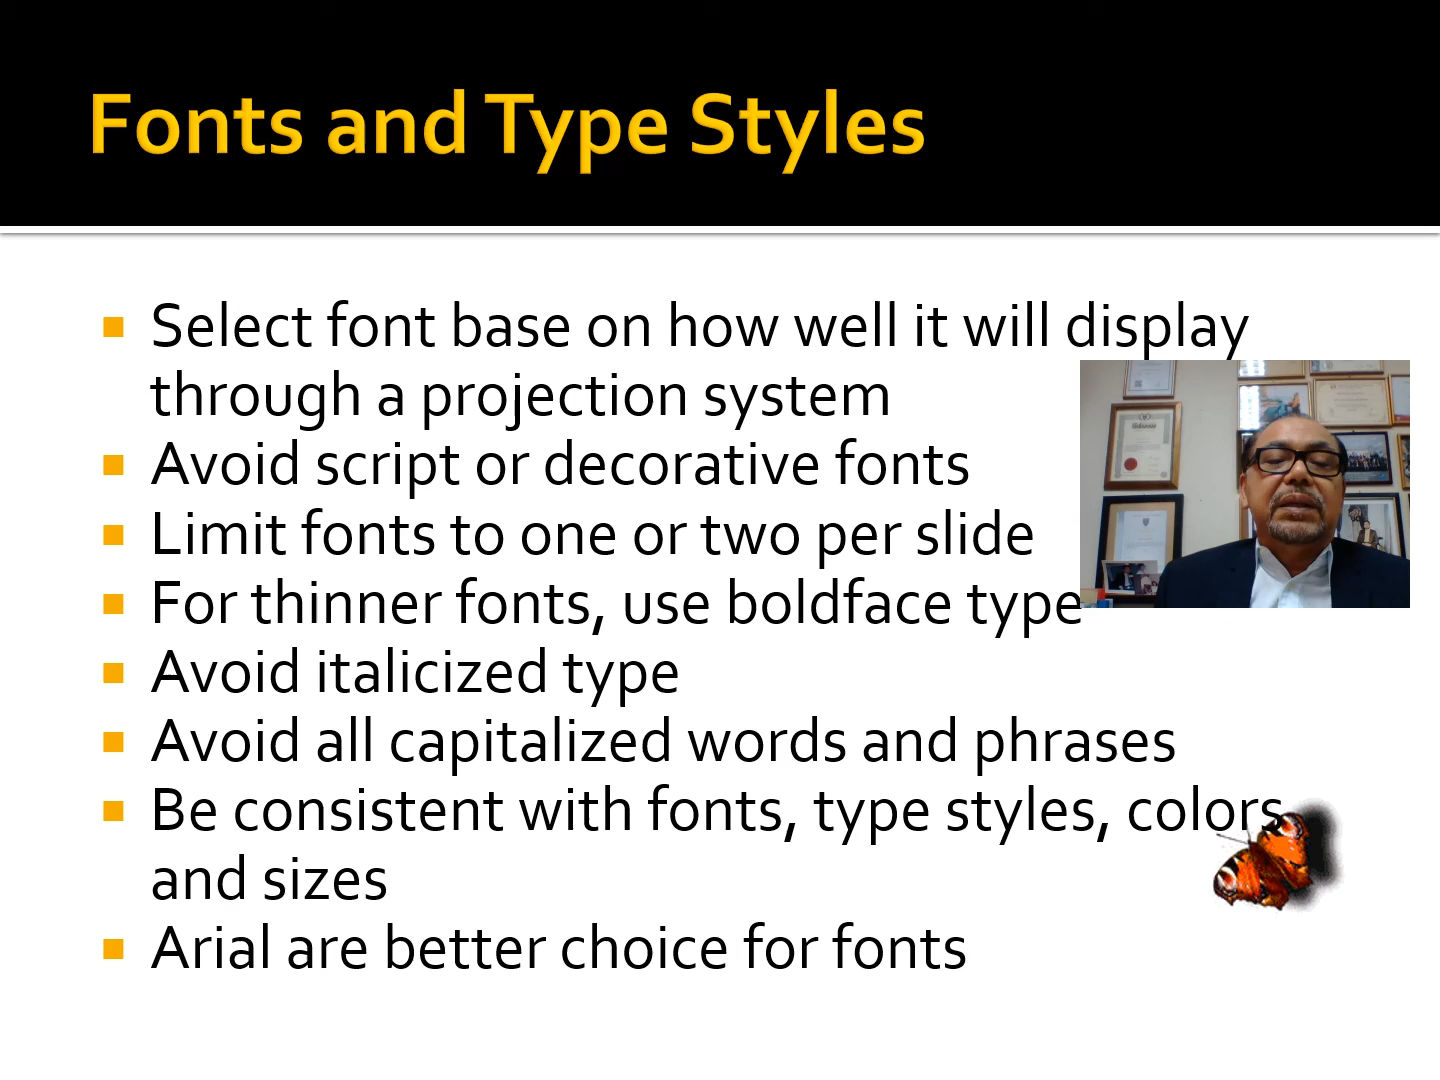 Fonts and Type Styles
Select font base on how well it will display
through a projection system
Avoid script or decorative fonts
Limit fonts to one or two per slide
For thinner fonts, use boldface type
Avoid italicized type
Avoid all capitalized words and phrases
Be consistent with fonts, type styles, colors
and sizes
Arial are better choice for fonts